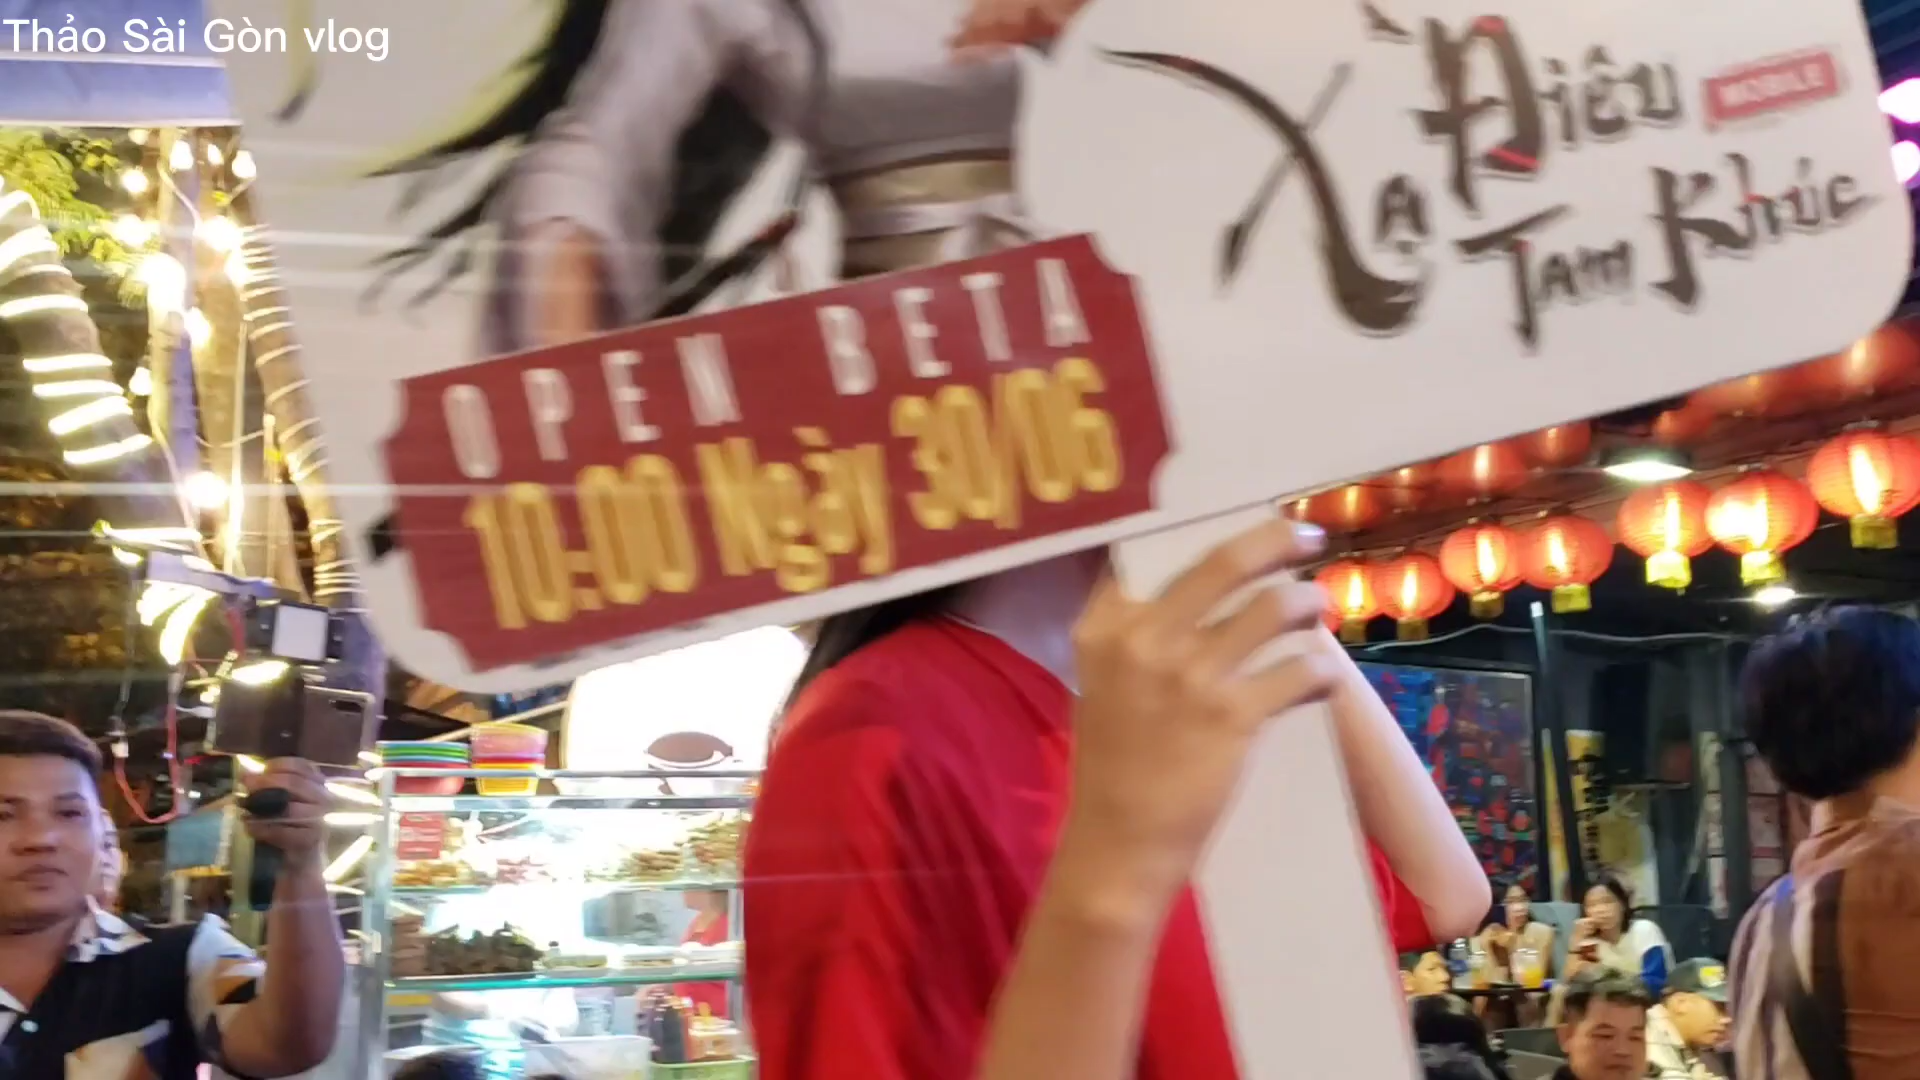 Thảo Sài Gòn vlog
Xạ Điêu
MOBILE
Tam Khúc
OPEN BETA
10:00 Ngày 30/06